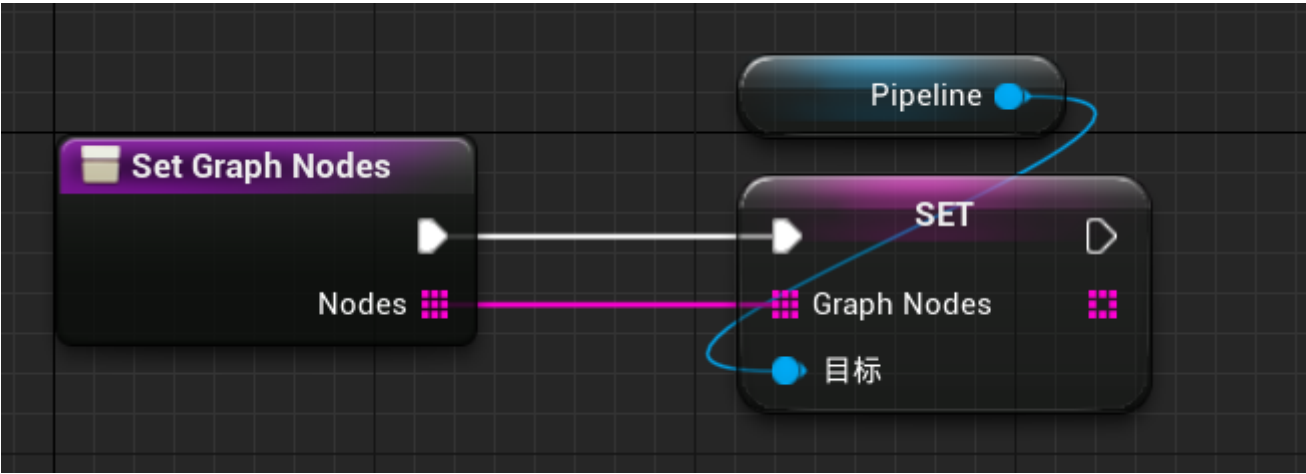 Pipeline
Set Graph Nodes
SET
Nodes
Graph Nodes
目标